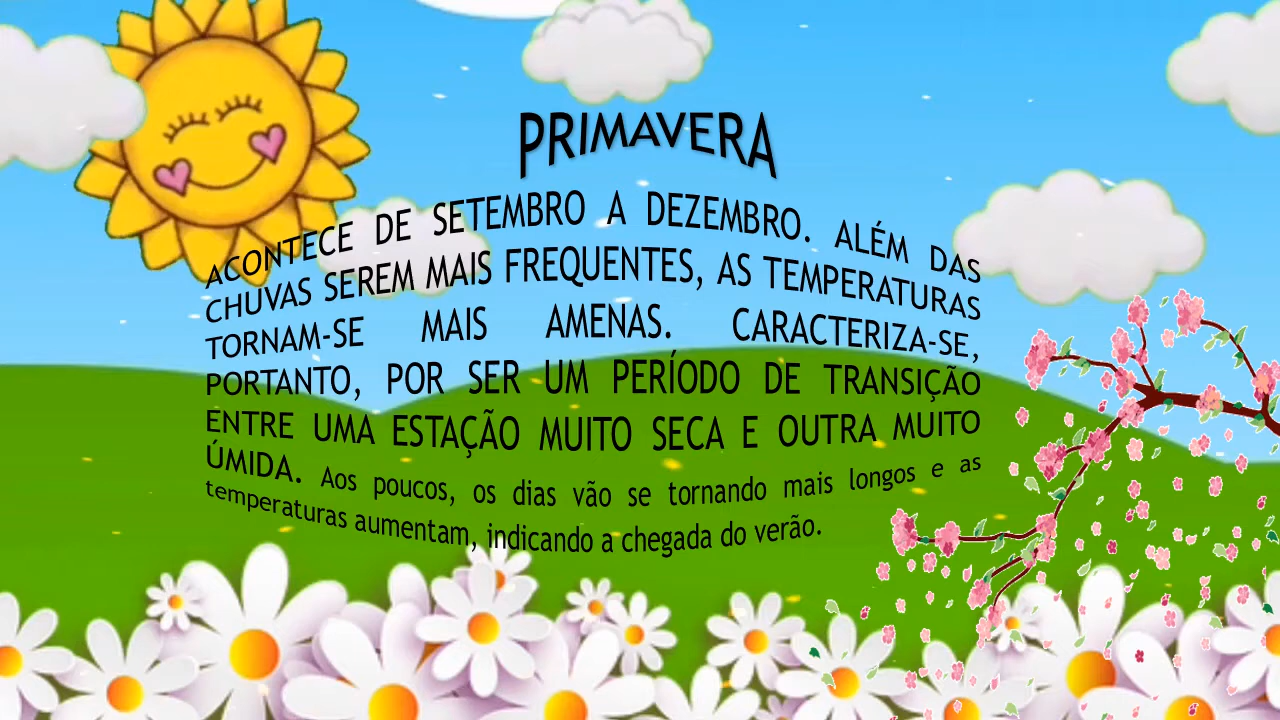 PRIMAVERA
ACONTECE DE SETEMBRO A DEZEMBRO. ALÉM DAS
CHUVAS SEREM MAIS FREQUENTES, AS TEMPERATURAS
TORNAM-SE MAIS AMENAS. CARACTERIZA-SE,
PORTANTO, POR SER UM PERÍODO DE TRANSIÇÃO
ENTRE UMA ESTAÇÃO MUITO SECA E OUTRA MUITO
ÚMIDA. Aos poucos, os dias vão se tornando mais longos e as
temperaturas aumentam, indicando a chegada do verão.